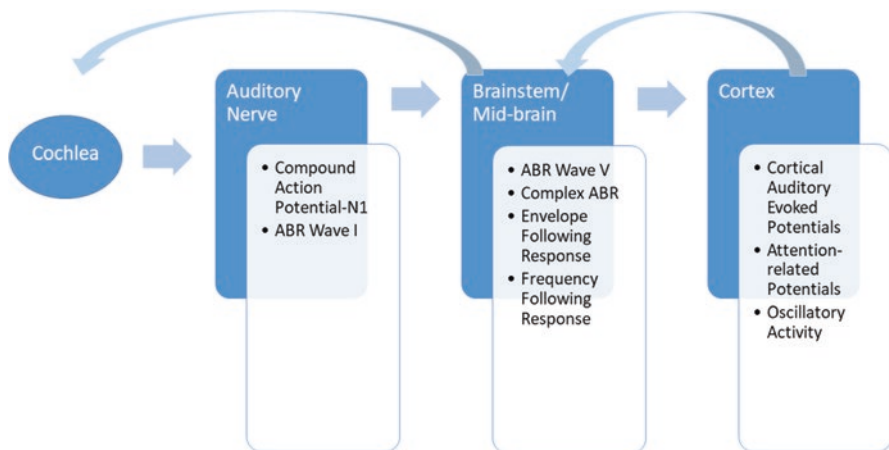 Cochlea
Auditory
Nerve
• Compound
Action
Potential-N1
• ABR Wave I
Brainstem/
Mid-brain
• ABR Wave V
• Complex ABR
• Envelope
Following
Response
• Frequency
Following
Response
Cortex
• Cortical
Auditory
Evoked
Potentials
• Attention-
related
Potentials
• Oscillatory
Activity